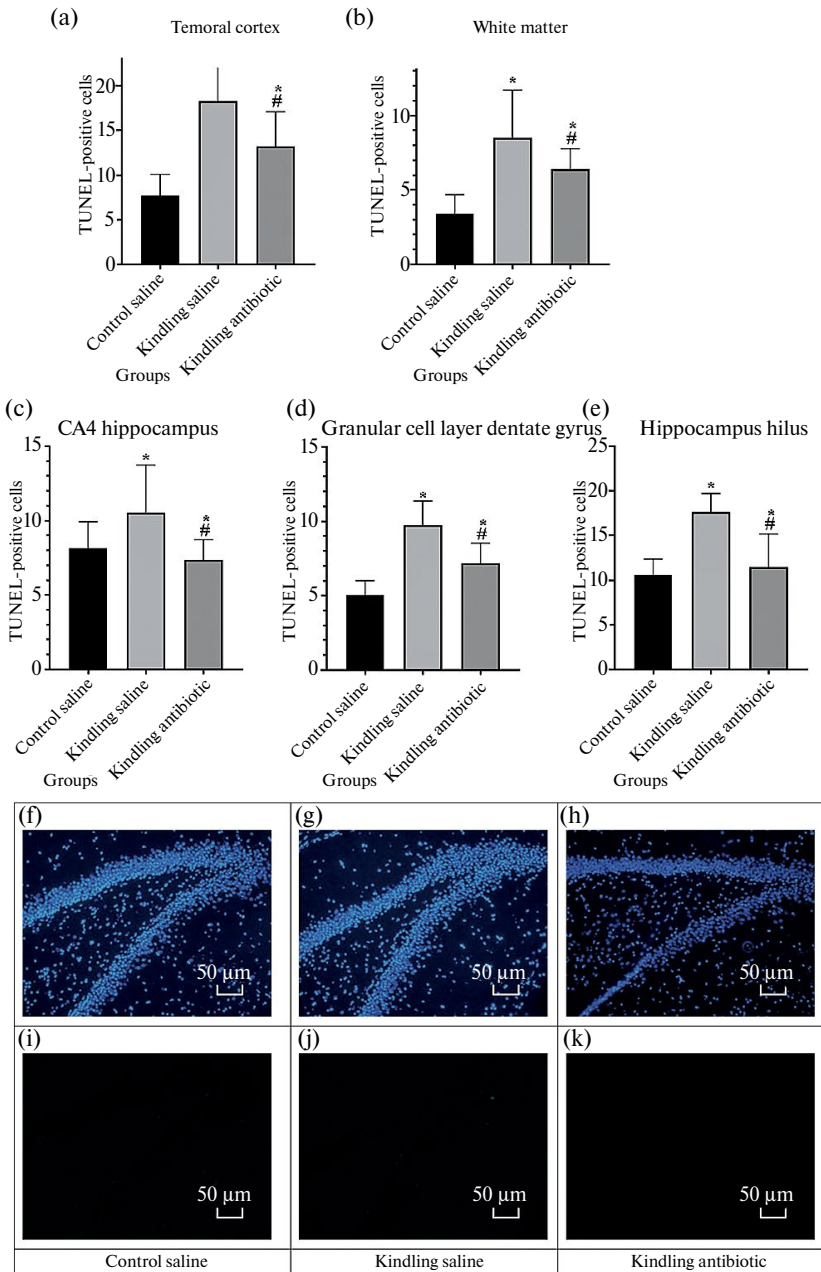 (a)
Temoral cortex
TUNEL-positive cells
20
15
10
5
0
*
#
Control saline
Kindling saline
Kindling antibiotic
Groups
(b)
White matter
TUNEL-positive cells
10
5
0
*
*
#
Control saline
Kindling saline
Kindling antibiotic
Groups
(c)
CA4 hippocampus
TUNEL-positive cells
15
10
5
0
*
*
#
Control saline
Kindling saline
Kindling antibiotic
Groups
(d)
Granular cell layer dentate gyrus
TUNEL-positive cells
15
10
5
0
*
*
#
Control saline
Kindling saline
Kindling antibiotic
Groups
(e)
Hippocampus hilus
TUNEL-positive cells
25
20
15
10
5
0
*
*
#
Control saline
Kindling saline
Kindling antibiotic
Groups
(f)
50 μm
(g)
50 μm
(h)
50 μm
(i)
50 μm
(j)
50 μm
(k)
50 μm
Control saline
Kindling saline
Kindling antibiotic